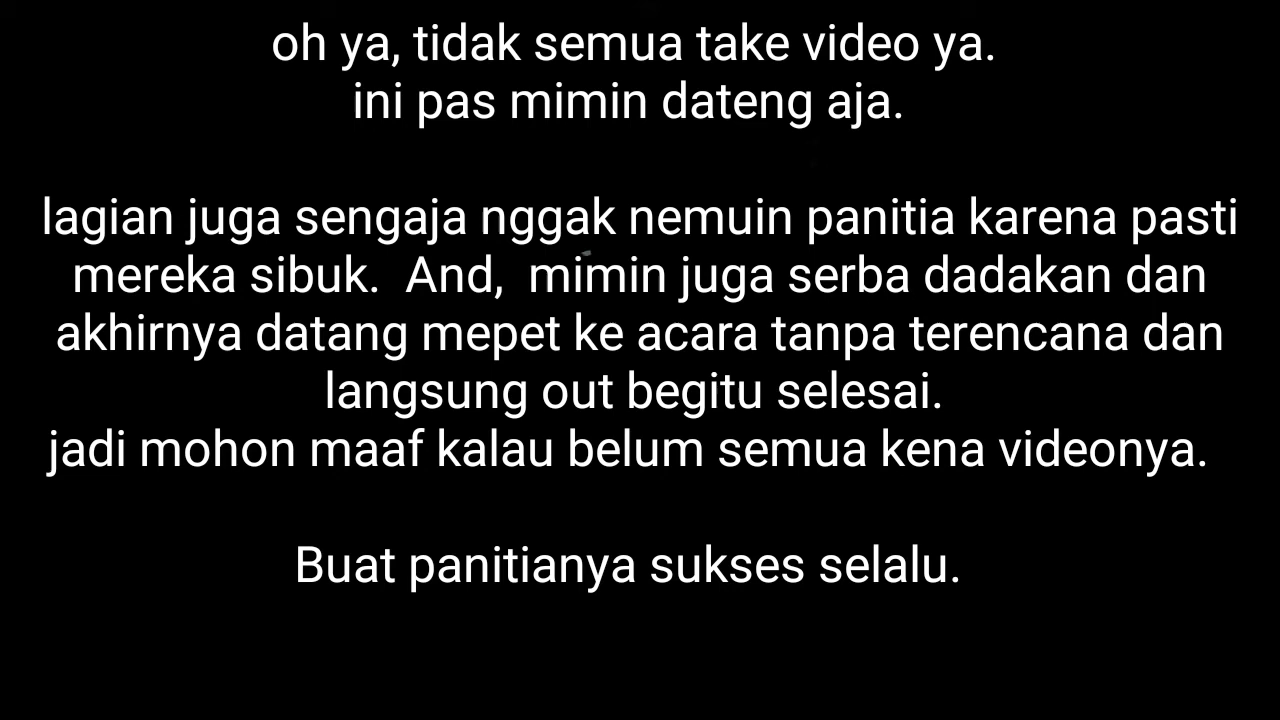 oh ya, tidak semua take video ya.
ini pas mimin dateng aja.
lagian juga sengaja nggak nemuin panitia karena pasti
mereka sibuk.  And,  mimin juga serba dadakan dan
akhirnya datang mepet ke acara tanpa terencana dan
langsung out begitu selesai.
jadi mohon maaf kalau belum semua kena videonya.
Buat panitianya sukses selalu.